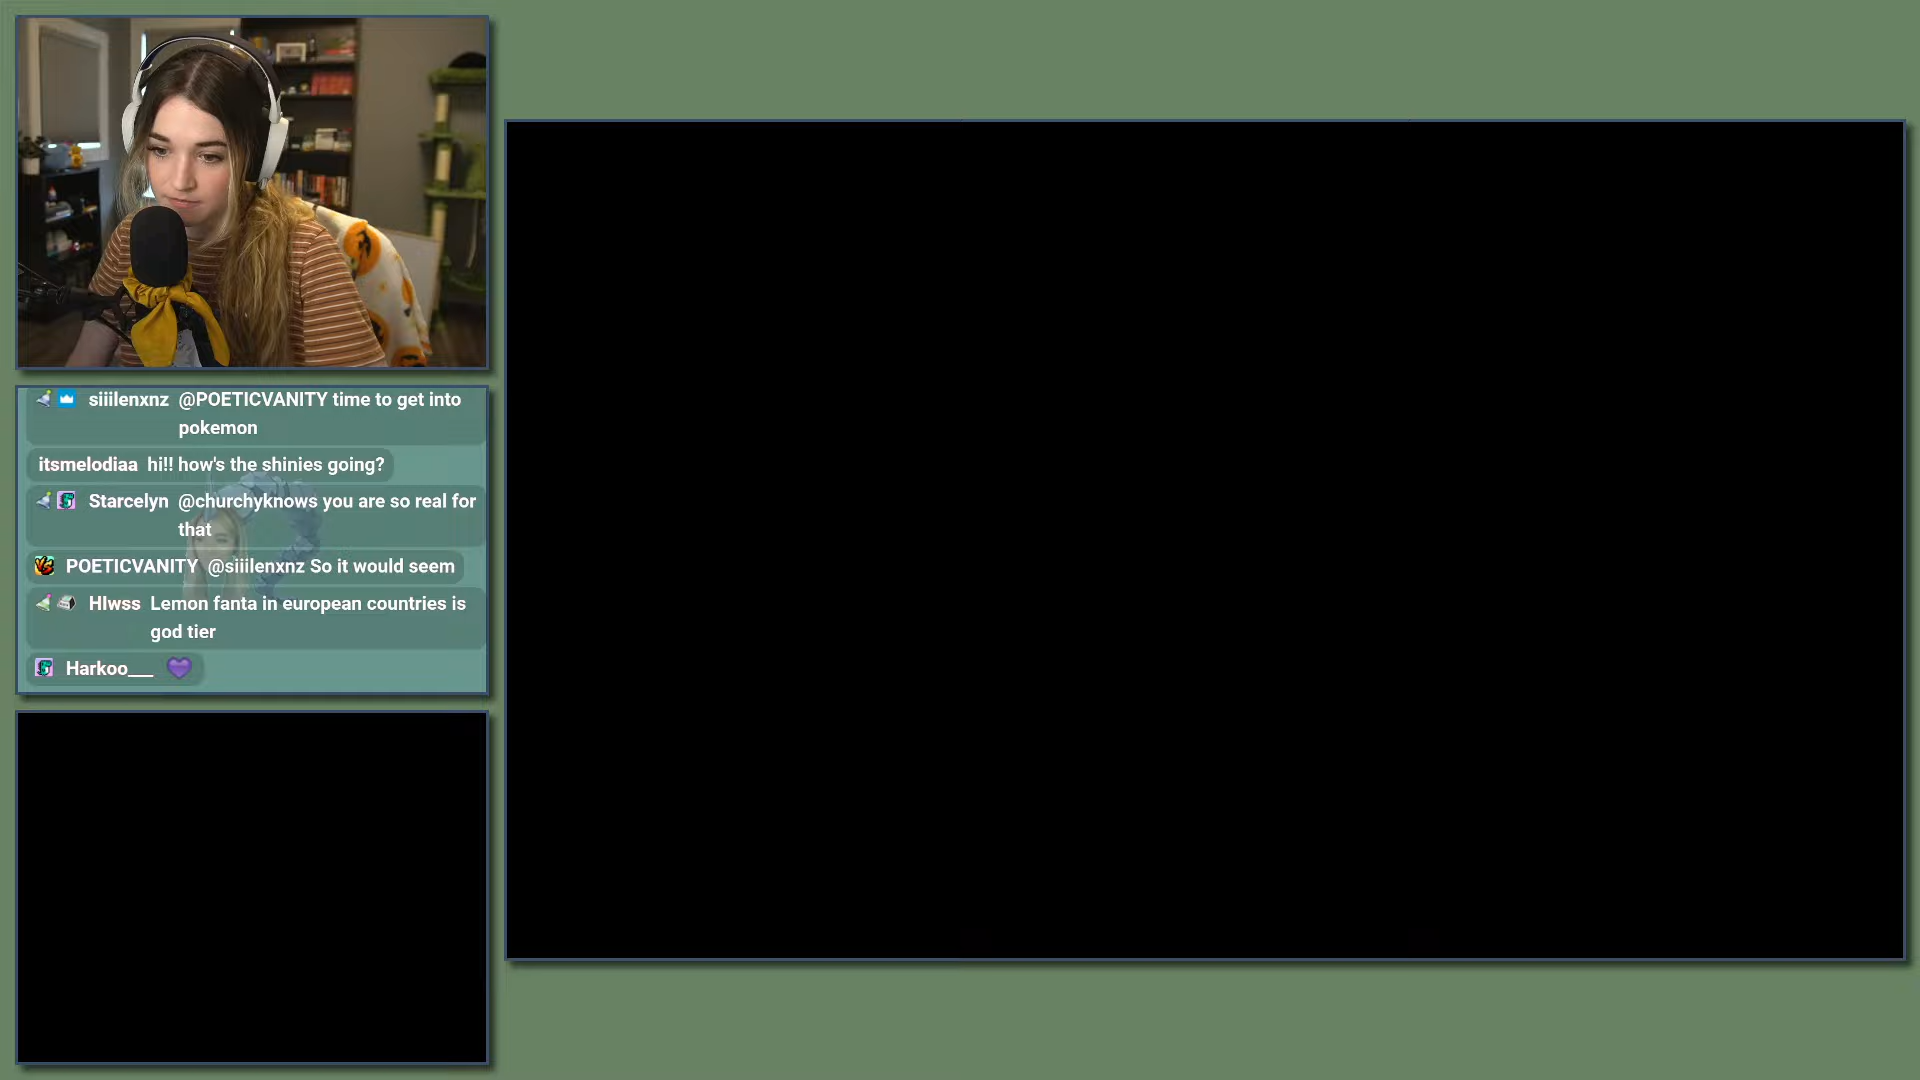 siiilenxnz @POETICVANITY time to get into
pokemon
itsmelodiaa hi!! how's the shinies going?
Starcelyn @churchyknows you are so real for
that
POETICVANITY @siiilenxnz So it would seem
HIwss Lemon fanta in european countries is
god tier
Harkoo___